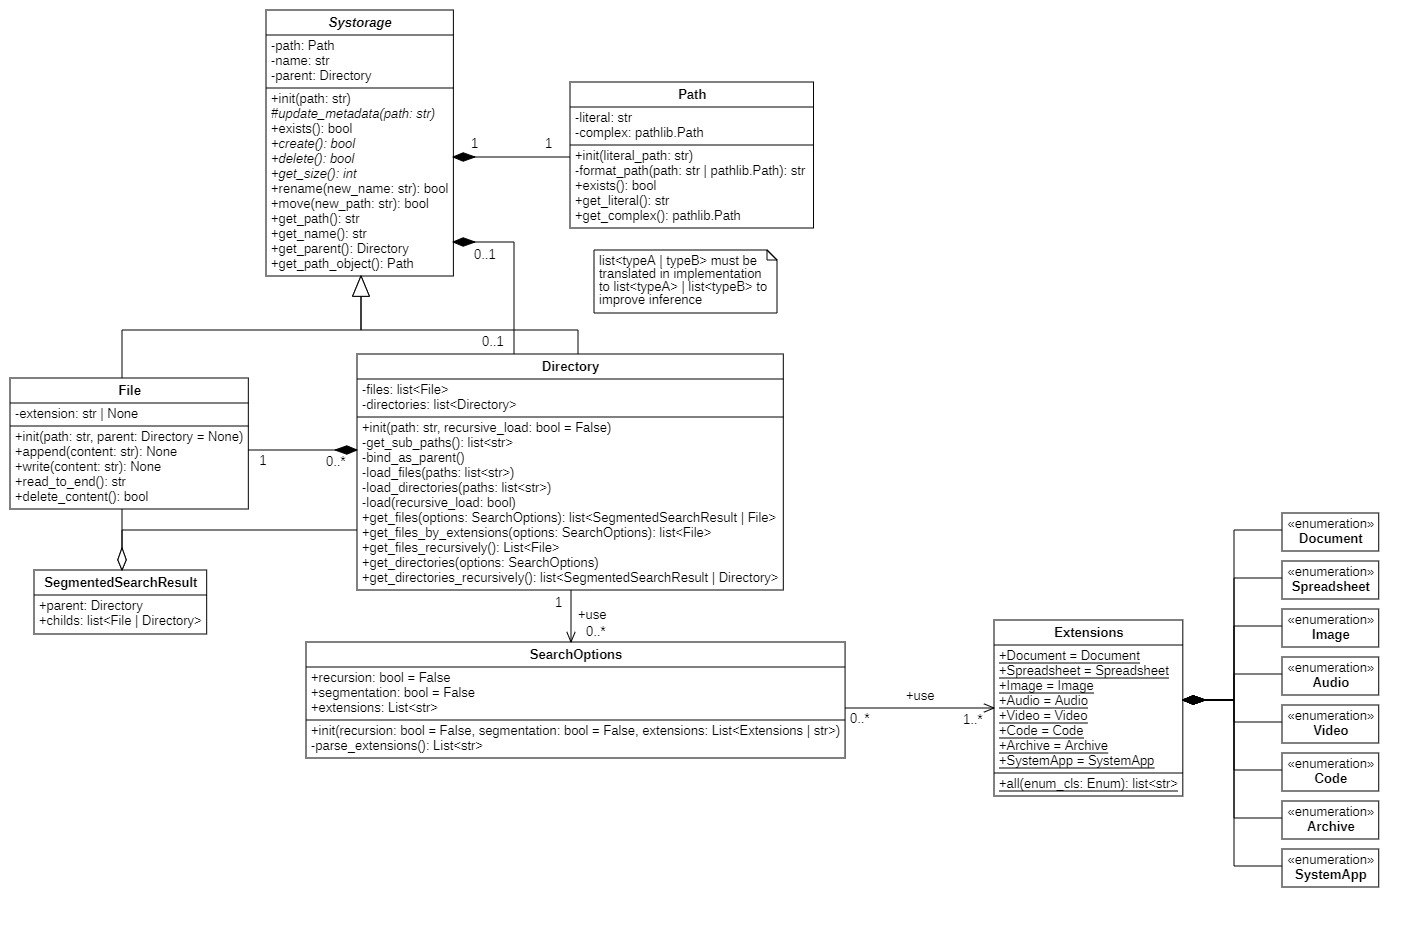 Systorage
-path: Path
-name: str
-parent: Directory
+init(path: str)
#update_metadata(path: str)
+exists(): bool
+create(): bool
+delete(): bool
+get_size(): int
+rename(new_name: str): bool
+move(new_path: str): bool
+get_path(): str
+get_name(): str
+get_parent(): Directory
+get_path_object(): Path
1
1
0..1
0..1
Path
-literal: str
-complex: pathlib.Path
+init(literal_path: str)
-format_path(path: str | pathlib.Path): str
+exists(): bool
+get_literal(): str
+get_complex(): pathlib.Path
list<typeA | typeB> must be
translated in implementation
to list<typeA> | list<typeB> to
improve inference
File
-extension: str | None
+init(path: str, parent: Directory = None)
+append(content: str): None
+write(content: str): None
+read_to_end(): str
+delete_content(): bool
1
0..*
Directory
-files: list<File>
-directories: list<Directory>
+init(path: str, recursive_load: bool = False)
-get_sub_paths(): list<str>
-bind_as_parent()
-load_files(paths: list<str>)
-load_directories(paths: list<str>)
-load(recursive_load: bool)
+get_files(options: SearchOptions): list<SegmentedSearchResult | File>
+get_files_by_extensions(options: SearchOptions): list<File>
+get_files_recursively(): List<File>
+get_directories(options: SearchOptions)
+get_directories_recursively(): list<SegmentedSearchResult | Directory>
SegmentedSearchResult
+parent: Directory
+childs: list<File | Directory>
1
+use
0..*
SearchOptions
+recursion: bool = False
+segmentation: bool = False
+extensions: List<str>
+init(recursion: bool = False, segmentation: bool = False, extensions: List<Extensions | str>)
-parse_extensions(): List<str>
+use
0..*
1..*
Extensions
+Document = Document
+Spreadsheet = Spreadsheet
+Image = Image
+Audio = Audio
+Video = Video
+Code = Code
+Archive = Archive
+SystemApp = SystemApp
+all(enum_cls: Enum): list<str>
«enumeration»
Document
«enumeration»
Spreadsheet
«enumeration»
Image
«enumeration»
Audio
«enumeration»
Video
«enumeration»
Code
«enumeration»
Archive
«enumeration»
SystemApp